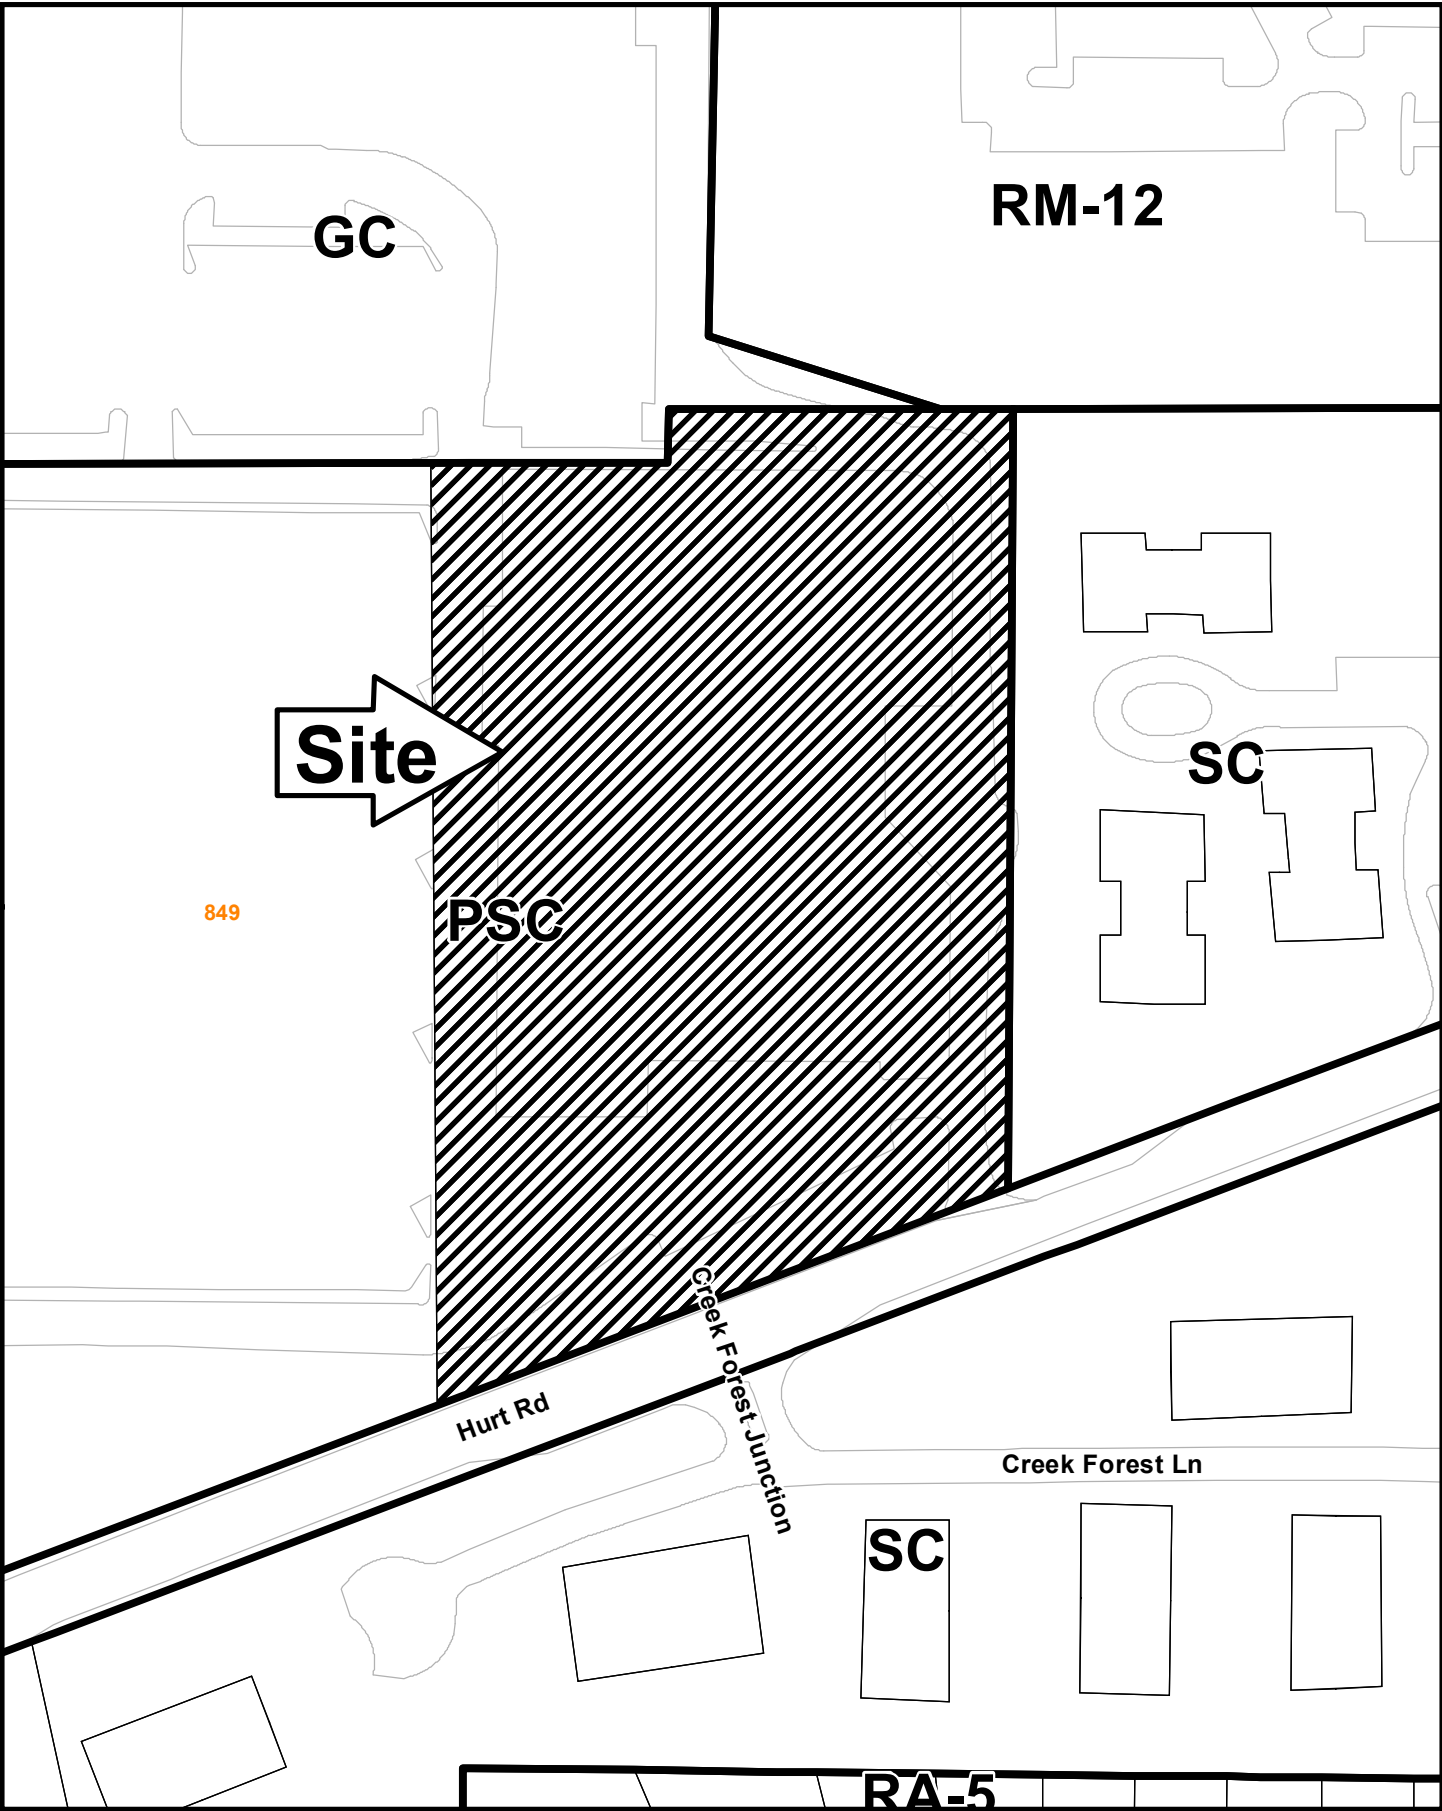 RM-12
GC
Site
SC
849
PSC
Creek Forest Junction
Hurt Rd
Creek Forest Ln
SC
RA-5